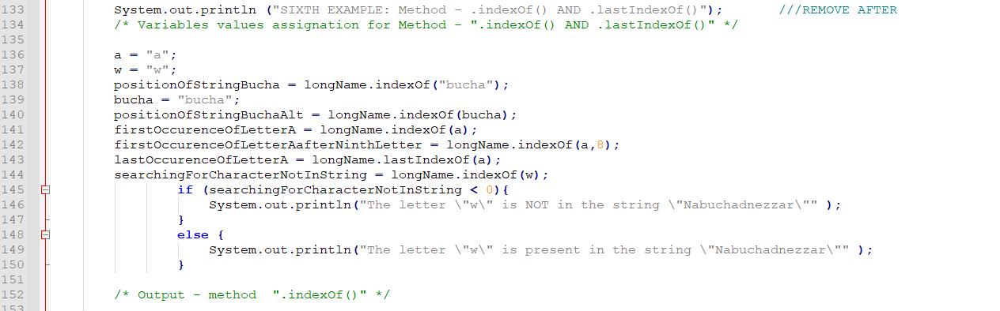 133 System.out.println ("SIXTH EXAMPLE: Method - .indexOf() AND .lastIndexOf()"); ///REMOVE AFTER
134 /* Variables values assignation for Method - ".indexOf() AND .lastIndexOf()" */
135
136 a = "a";
137 w = "w";
138 positionOfStringBucha = longName.indexOf("bucha");
139 bucha = "bucha";
140 positionOfStringBuchaAlt = longName.indexOf(bucha);
141 firstOccurenceOfLetterA = longName.indexOf(a);
142 firstOccurenceOfLetterAafterNinthLetter = longName.indexOf(a,8);
143 lastOccurenceOfLetterA = longName.lastIndexOf(a);
144 searchingForCharacterNotInString = longName.indexOf(w);
145 if (searchingForCharacterNotInString < 0){
146 System.out.println("The letter \"w\" is NOT in the string \"Nabuchadnezzar\"" );
147 }
148 else {
149 System.out.println("The letter \"w\" is present in the string \"Nabuchadnezzar\"" );
150 }
151
152 /* Output - method ".indexOf()" */
153